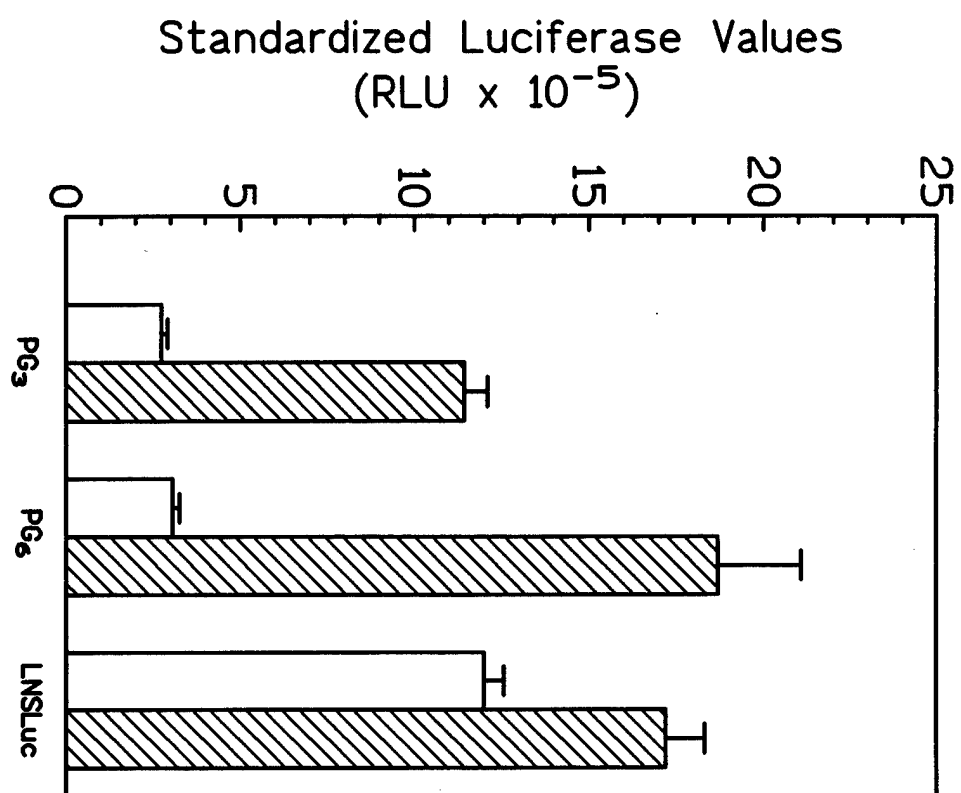 Standardized Luciferase Values
(RLU x 10⁻⁵)
0 5 10 15 20 25
PG₃
PG₆
LNSLuc